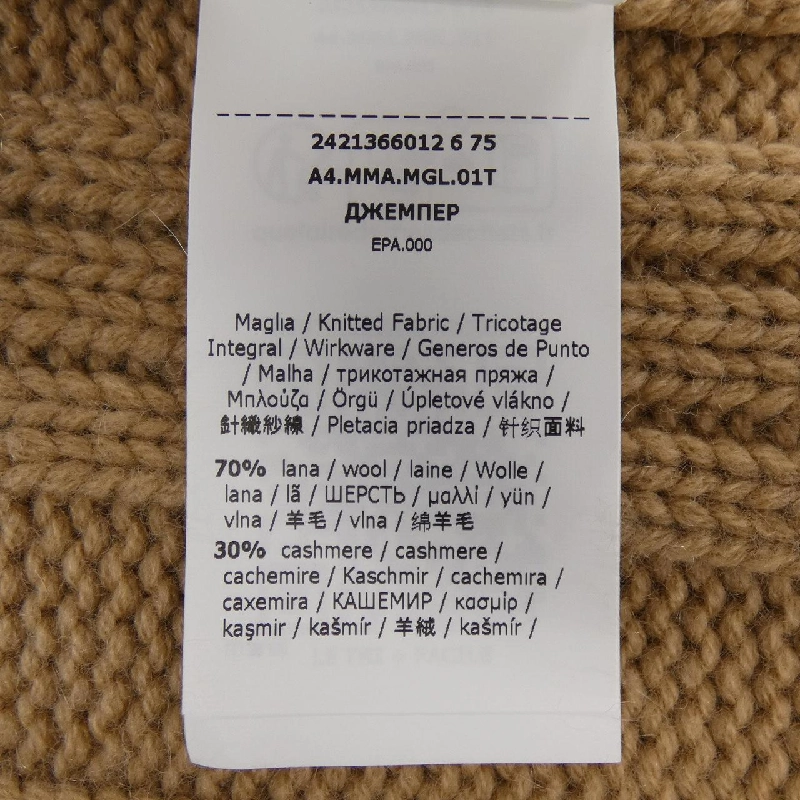 2421366012 6 75
A4.MMA.MGL.01T
ДЖЕМПЕР
EPA.000
Maglia / Knitted Fabric / Tricotage
Integral / Wirkware / Generos de Punto
/ Malha / трикотажная пряжа /
Μπλούζα / Örgü / Úpletové vlákno /
針織紗線 / Pletacia priadza / 针织面料
70% lana / wool / laine / Wolle /
lana / lã / ШЕРСТЬ / μαλλί / yün /
vlna / 羊毛 / vlna / 绵羊毛
30% cashmere / cashmere /
cachemire / Kaschmir / cachemira /
caxemira / КАШЕМИР / κασμίρ /
kaşmir / kašmír / 羊絨 / kašmír /